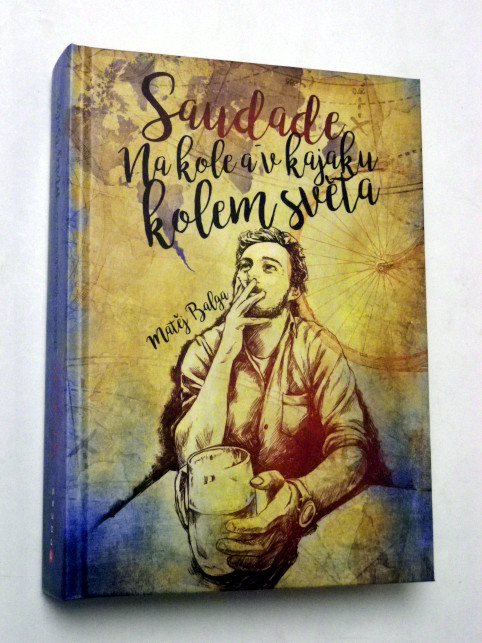 Saudade
Na kole a v kajaku
kolem světa
Matěj Balga